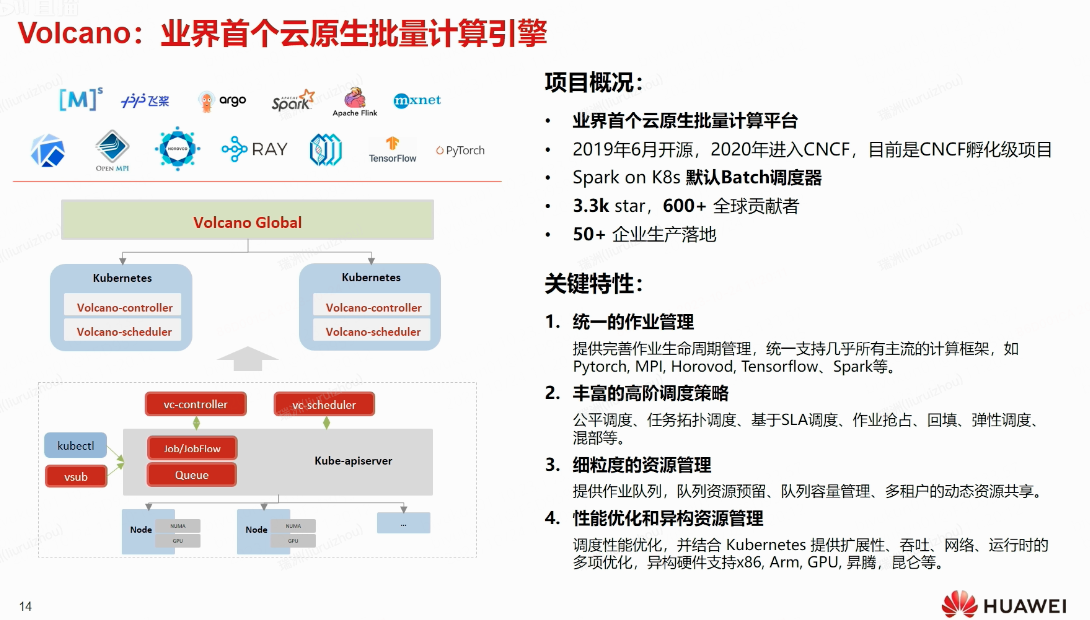 Volcano：业界首个云原生批量计算引擎
[M]s
飞桨
argo
APACHE
Spark
Apache Flink
mxnet
OPEN MPI
HOROVOD
RAY
TensorFlow
PyTorch
Volcano Global
Kubernetes
Volcano-controller
Volcano-scheduler
Kubernetes
Volcano-controller
Volcano-scheduler
vc-controller
vc-scheduler
kubectl
vsub
Job/JobFlow
Queue
Kube-apiserver
Node
NUMA
GPU
Node
NUMA
GPU
...
项目概况：
• 业界首个云原生批量计算平台
• 2019年6月开源，2020年进入CNCF，目前是CNCF孵化级项目
• Spark on K8s 默认Batch调度器
• 3.3k star，600+ 全球贡献者
• 50+ 企业生产落地
关键特性：
1. 统一的作业管理
提供完善作业生命周期管理，统一支持几乎所有主流的计算框架，如
Pytorch, MPI, Horovod, Tensorflow、Spark等。
2. 丰富的高阶调度策略
公平调度、任务拓扑调度、基于SLA调度、作业抢占、回填、弹性调度、
混部等。
3. 细粒度的资源管理
提供作业队列，队列资源预留、队列容量管理、多租户的动态资源共享。
4. 性能优化和异构资源管理
调度性能优化，并结合 Kubernetes 提供扩展性、吞吐、网络、运行时的
多项优化，异构硬件支持x86, Arm, GPU, 昇腾，昆仑等。
14
HUAWEI